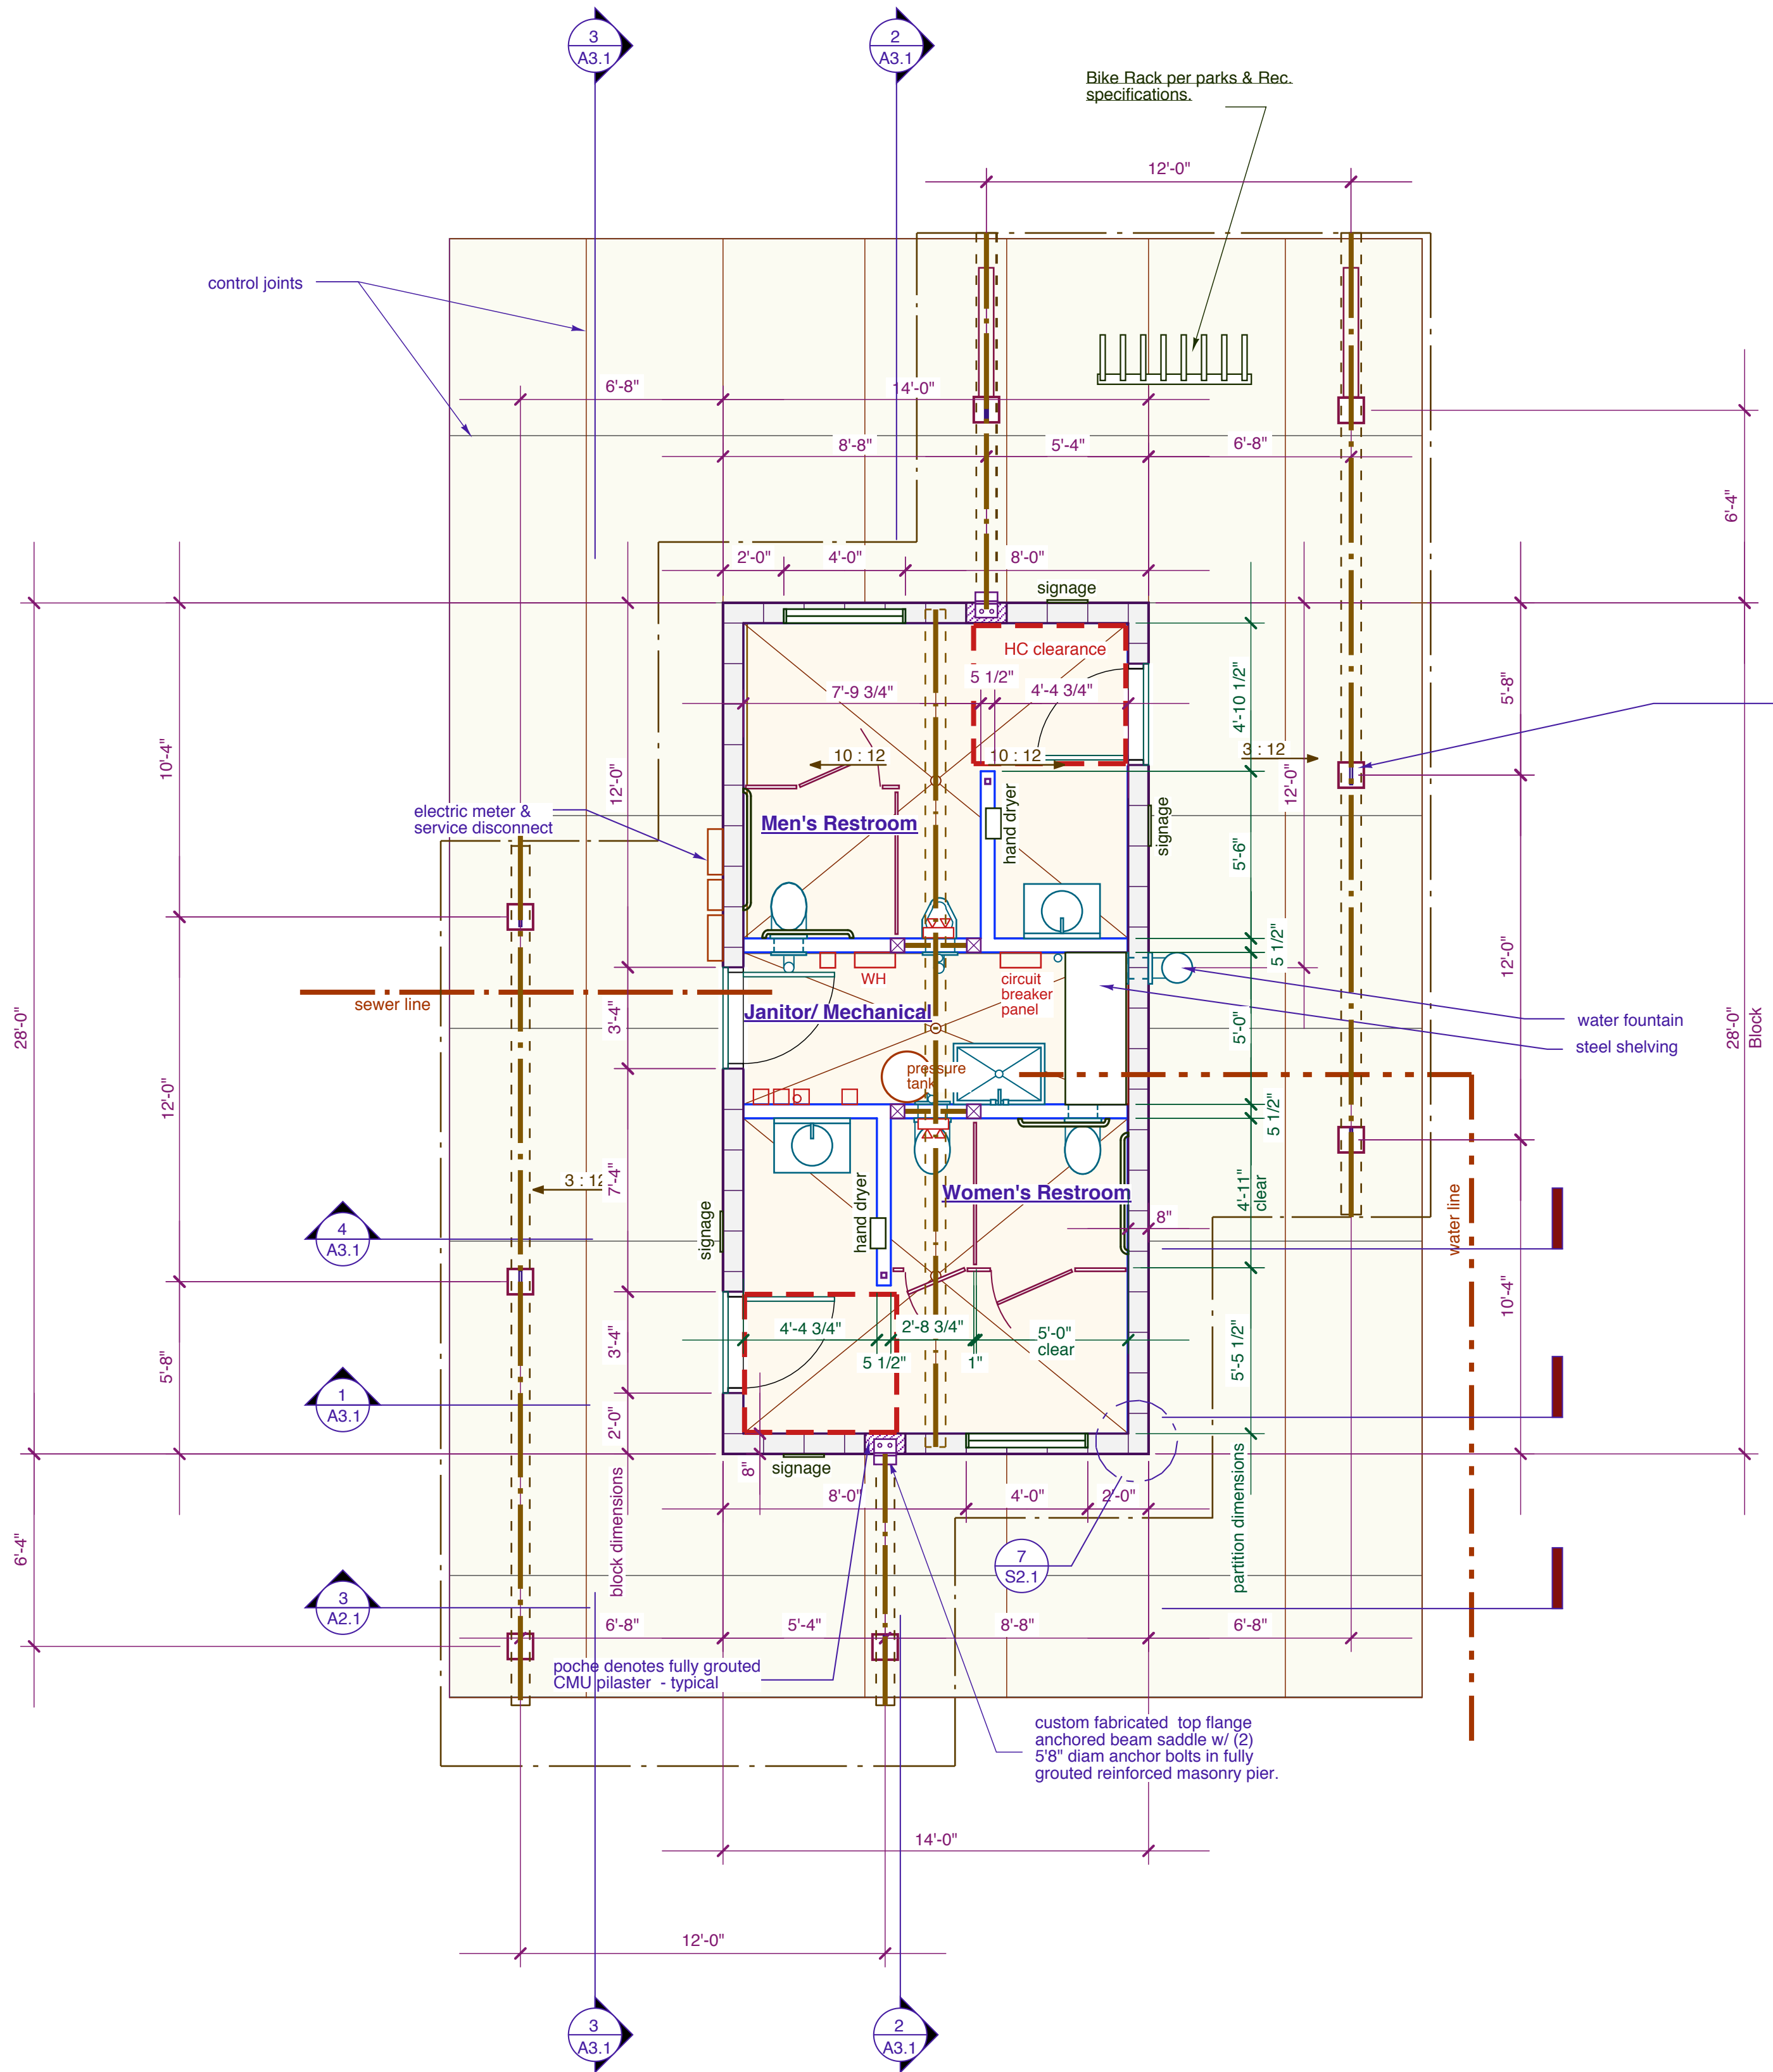 3
A3.1
2
A3.1
Bike Rack per parks & Rec.
specifications.
12'-0"
control joints
6'-8"
14'-0"
8'-8"
5'-4"
6'-8"
6'-4"
2'-0"
4'-0"
8'-0"
signage
HC clearance
5 1/2"
7'-9 3/4"
4'-4 3/4"
4'-10 1/2"
5'-8"
10'-4"
12'-0"
10 : 12
10 : 12
3 : 12
12'-0"
electric meter &
service disconnect
Men's Restroom
hand dryer
signage
5'-6"
5 1/2"
12'-0"
WH
circuit
breaker
panel
sewer line
Janitor/ Mechanical
28'-0"
3'-4"
5'-0"
water fountain
steel shelving
28'-0"
Block
pressure
tank
12'-0"
5 1/2"
3 : 12
7'-4"
Women's Restroom
4'-11"
clear
8"
hand dryer
signage
water line
4
A3.1
10'-4"
4'-4 3/4"
2'-8 3/4"
5'-0"
clear
5 1/2"
1"
3'-4"
5'-5 1/2"
5'-8"
1
A3.1
2'-0"
8"
signage
8'-0"
4'-0"
2'-0"
block dimensions
partition dimensions
6'-4"
7
S2.1
3
A2.1
6'-8"
5'-4"
8'-8"
6'-8"
poche denotes fully grouted
CMU pilaster - typical
custom fabricated top flange
anchored beam saddle w/ (2)
5'8" diam anchor bolts in fully
grouted reinforced masonry pier.
14'-0"
12'-0"
3
A3.1
2
A3.1